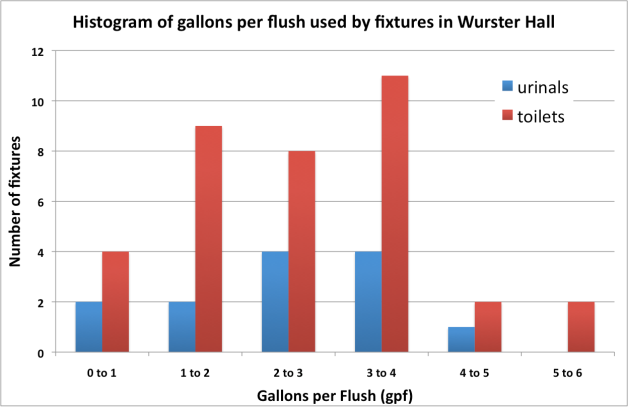 Histogram of gallons per flush used by fixtures in Wurster Hall
12
10
8
6
4
2
0
Number of fixtures
urinals
toilets
0 to 1
1 to 2
2 to 3
3 to 4
4 to 5
5 to 6
Gallons per Flush (gpf)